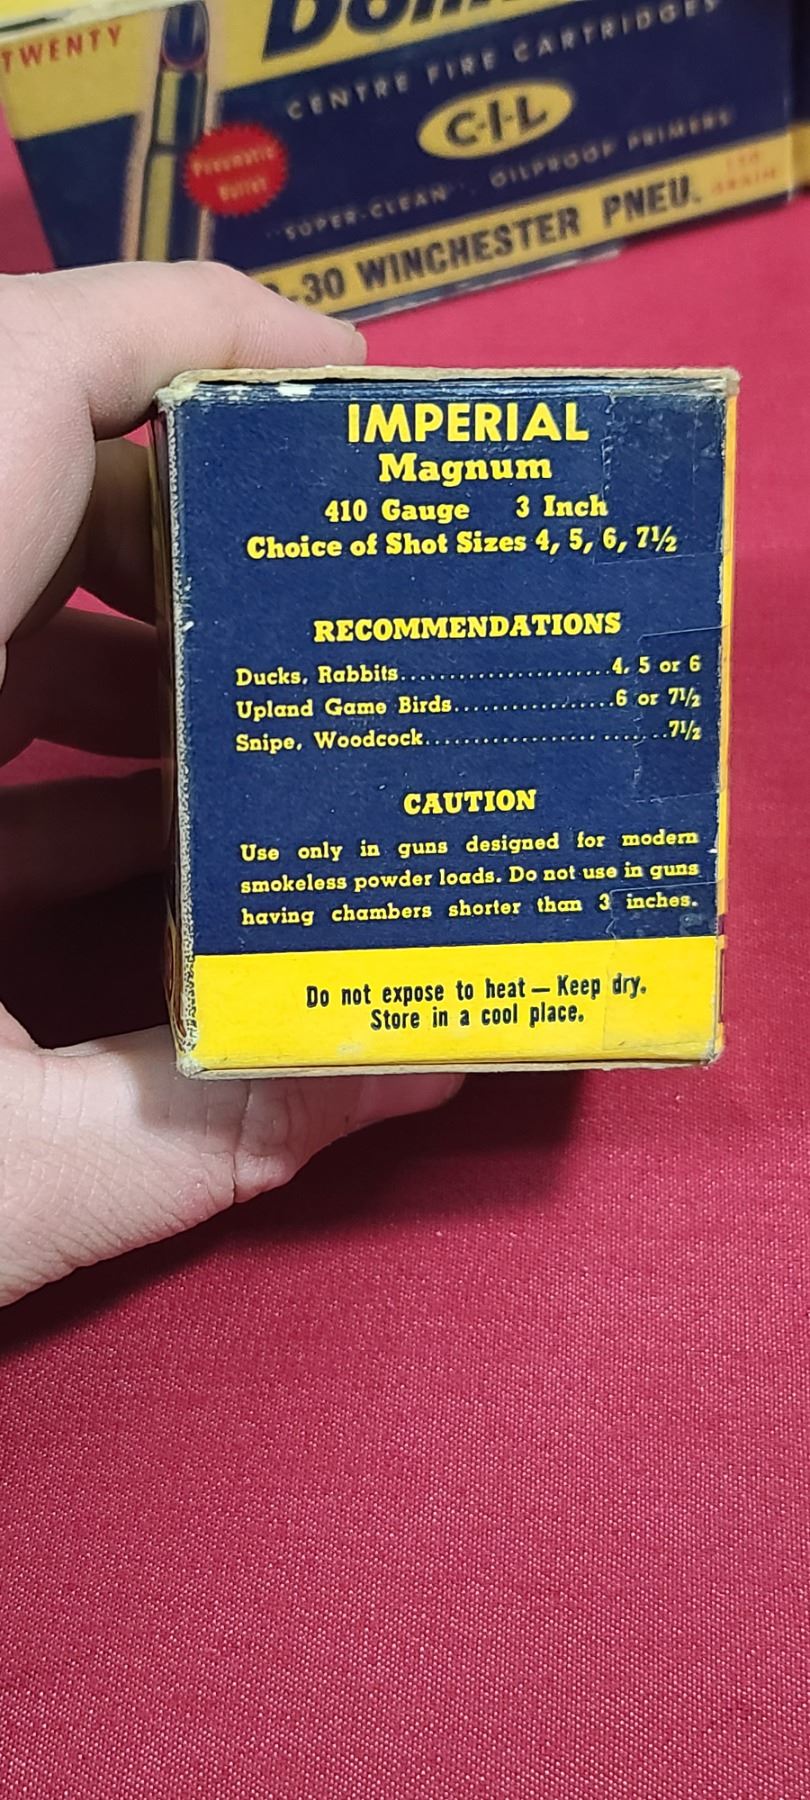 TWENTY
CENTRE FIRE CARTRIDGES
C-I-L
Pneumatic
Bullet
"SUPER-CLEAN". OILPROOF PRIMERS
-30 WINCHESTER PNEU.
GRAIN
IMPERIAL
Magnum
410 Gauge 3 Inch
Choice of Shot Sizes 4, 5, 6, 7½
RECOMMENDATIONS
Ducks, Rabbits......................4, 5 or 6
Upland Game Birds.................6 or 7½
Snipe, Woodcock.........................7½
CAUTION
Use only in guns designed for modern
smokeless powder loads. Do not use in guns
having chambers shorter than 3 inches.
Do not expose to heat — Keep dry.
Store in a cool place.